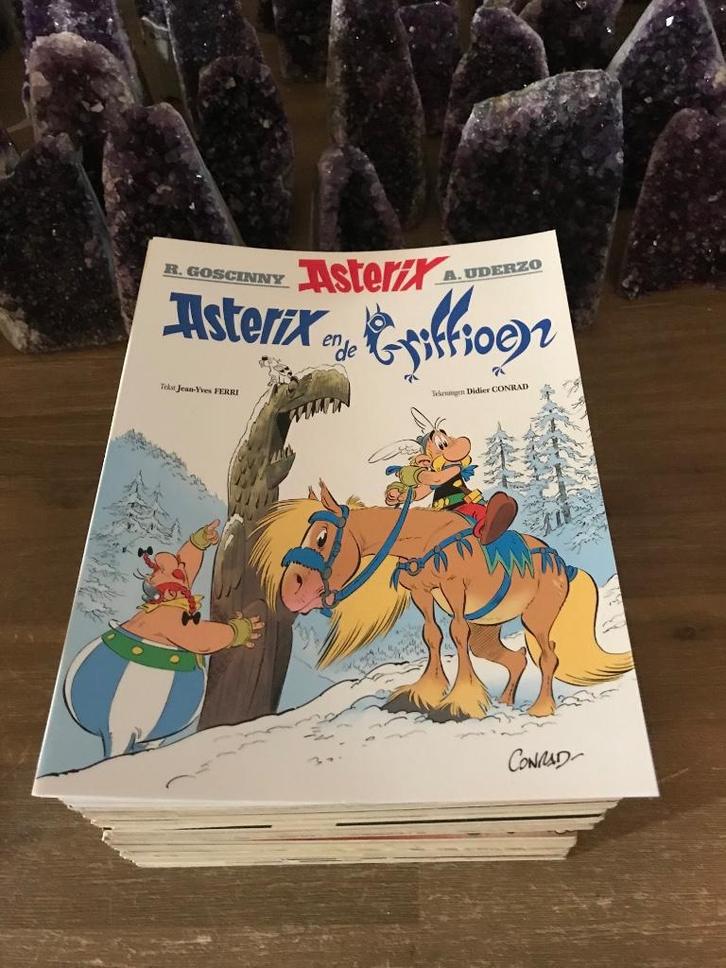 R. GOSCINNY Asterix A. UDERZO
Asterix en de Griffioen
Tekst Jean-Yves FERRI Tekeningen Didier CONRAD
CONRAD